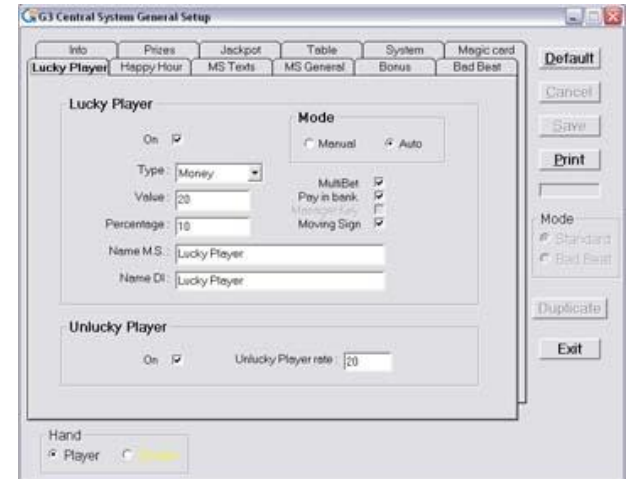 G3 Central System General Setup
Info Prizes Jackpot Table System Magic card
Lucky Player Happy Hour MS Texts MS General Bonus Bad Beat
Default
Cancel
Save
Print
Lucky Player
On
Mode
Manual Auto
Type: Money
Value: 20
Percentage: 10
MultiBet
Pay in bank
Manager key
Moving Sign
Name M.S.: Lucky Player
Name DI: Lucky Player
Mode
Standard
Bad Beat
Duplicate
Exit
Unlucky Player
On Unlucky Player rate: 20
Hand
Player